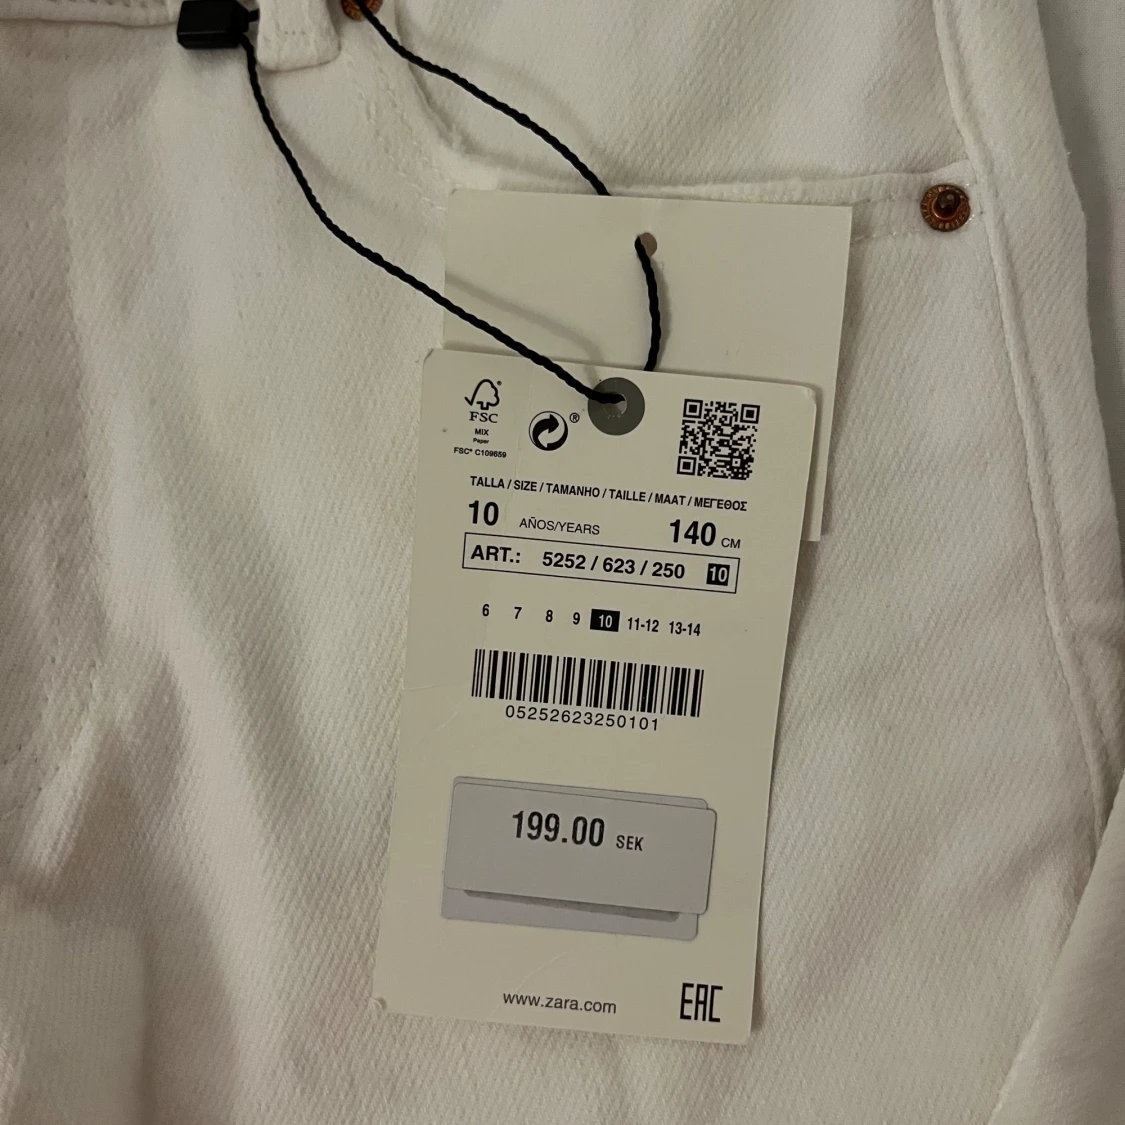 FSC®
MIX
Paper
FSC® C109659
®
TALLA / SIZE / TAMANHO / TAILLE / MAAT / ΜΕΓΕΘΟΣ
10 AÑOS/YEARS 140 CM
ART.: 5252 / 623 / 250 10
6 7 8 9 10 11-12 13-14
05252623250101
199.00 SEK
www.zara.com EAC